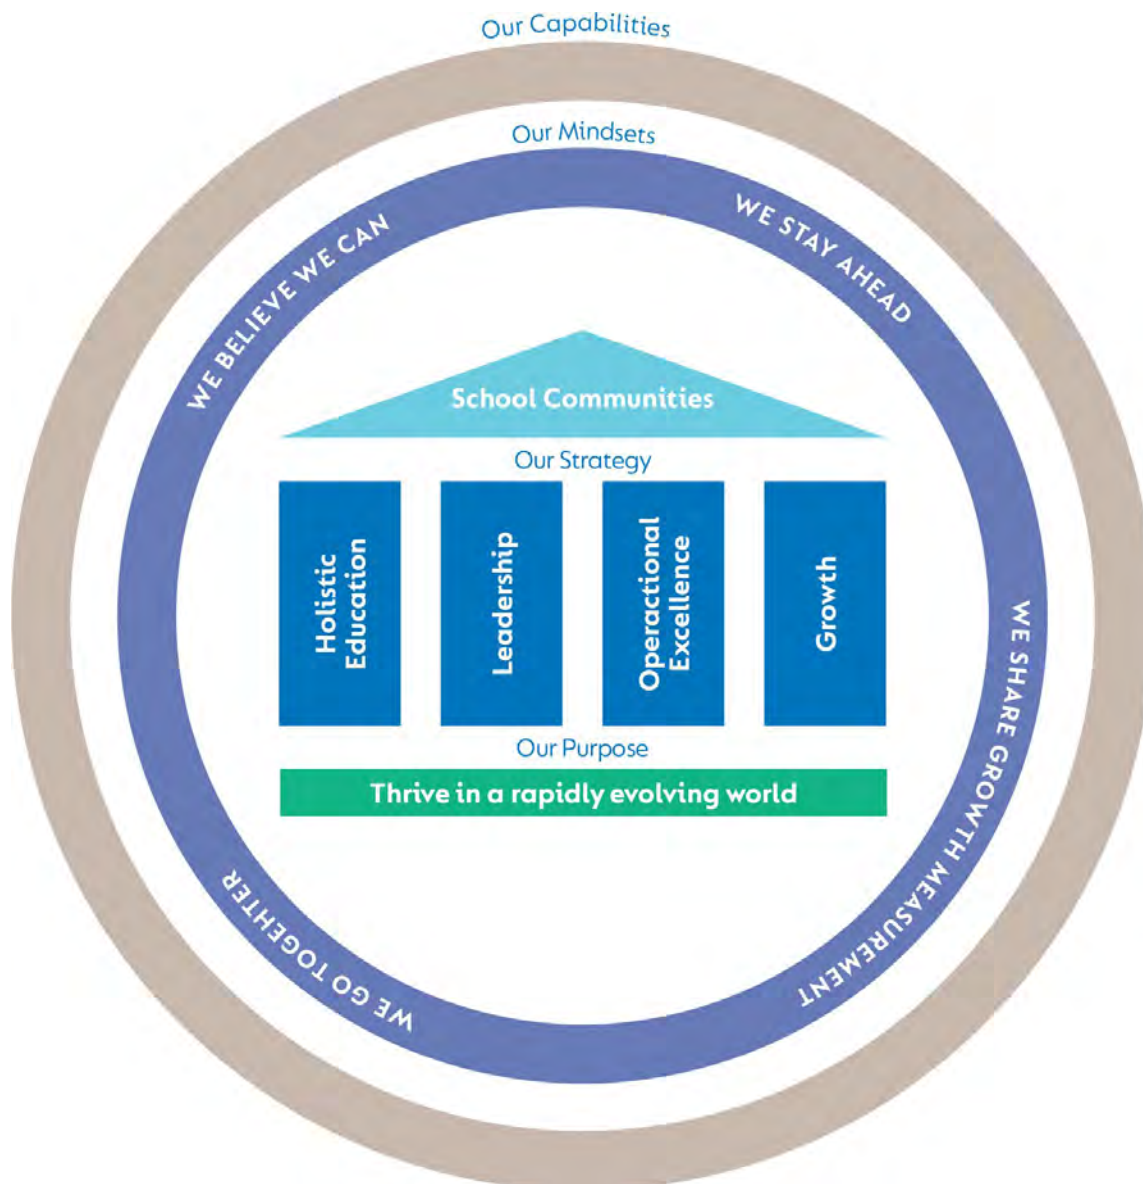 Our Capabilities
Our Mindsets
WE BELIEVE WE CAN
WE STAY AHEAD
School Communities
Our Strategy
Holistic
Education
Leadership
Operactional
Excellence
Growth
Our Purpose
Thrive in a rapidly evolving world
WE SHARE GROWTH MEASUREMENT
WE GO TOGEHTER